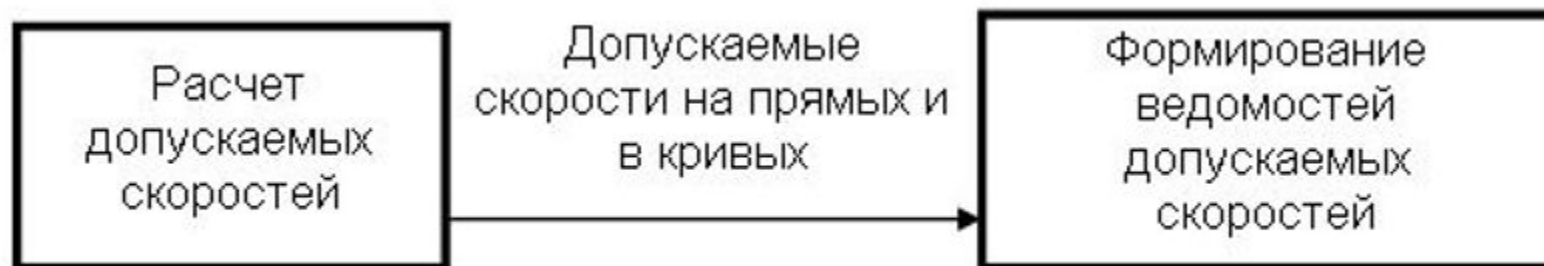 Расчет
допускаемых
скоростей
Допускаемые
скорости на прямых и
в кривых
Формирование
ведомостей
допускаемых
скоростей